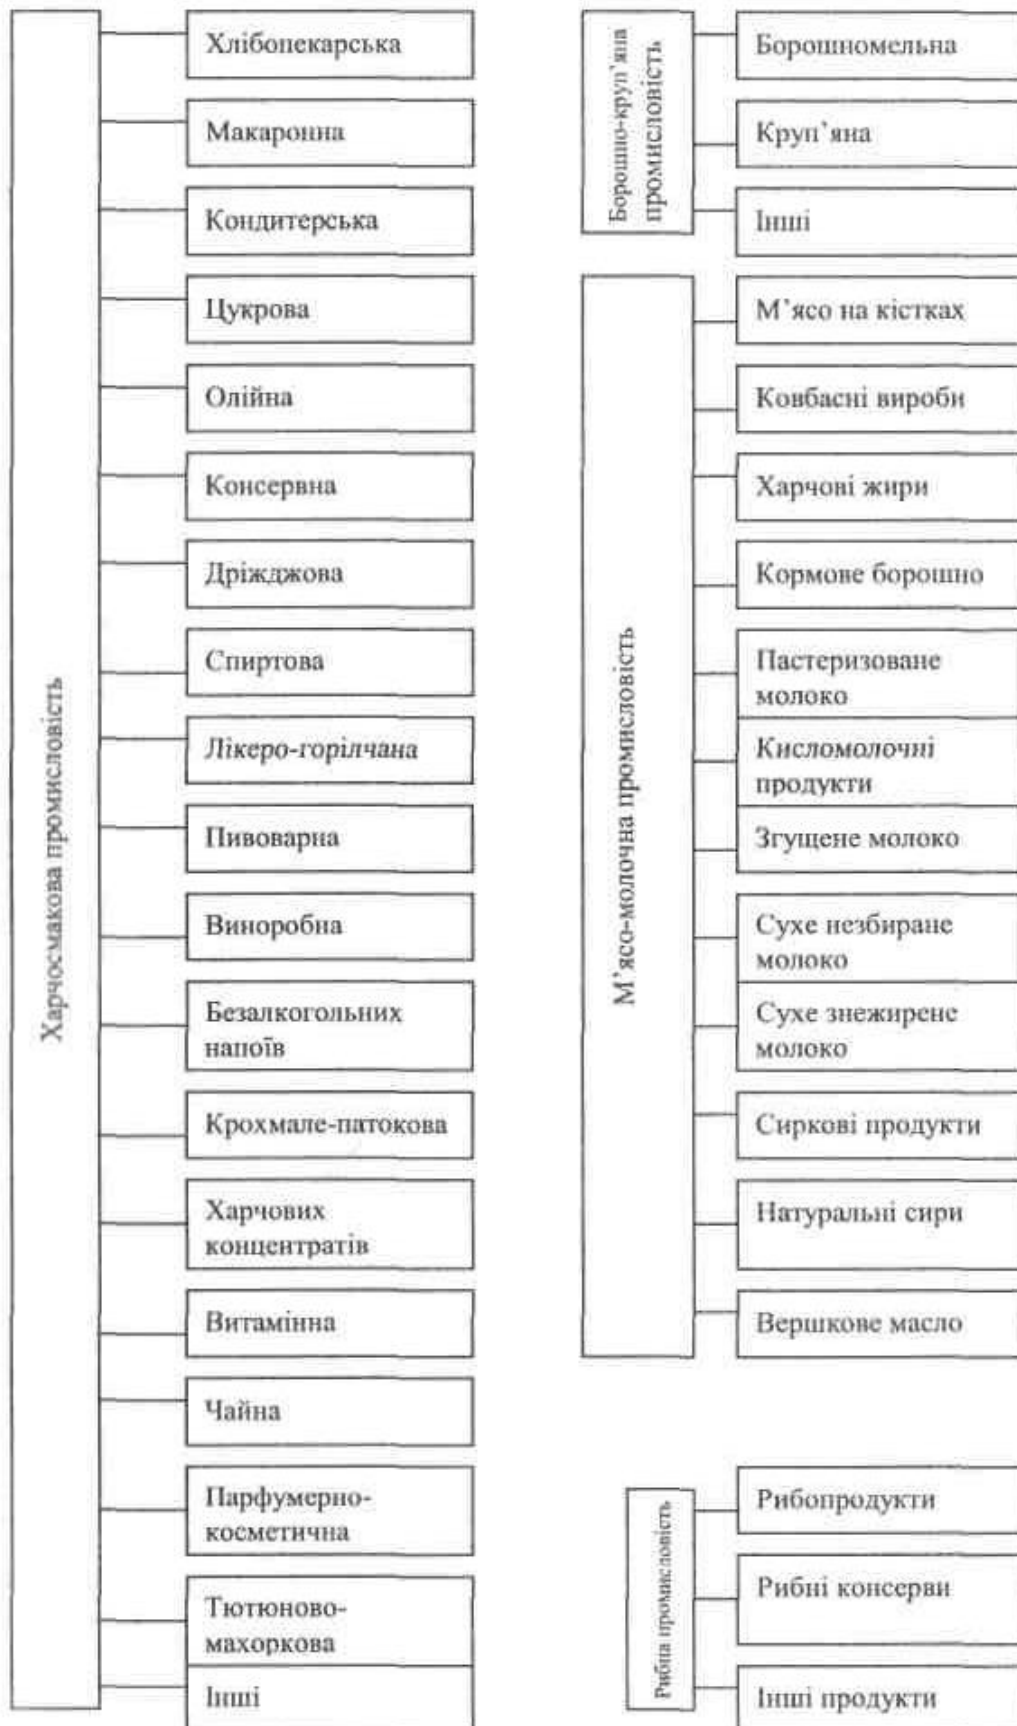 Харчосмакова промисловість
Хлібопекарська
Макаронна
Кондитерська
Цукрова
Олійна
Консервна
Дріжджова
Спиртова
Лікеро-горілчана
Пивоварна
Виноробна
Безалкогольних
напоїв
Крохмале-патокова
Харчових
концентратів
Витамінна
Чайна
Парфумерно-
косметична
Тютюново-
махоркова
Інші
Борошно-круп’яна
промисловість
Борошномельна
Круп’яна
Інші
М’ясо-молочна промисловість
М’ясо на кістках
Ковбасні вироби
Харчові жири
Кормове борошно
Пастеризоване
молоко
Кисломолочні
продукти
Згущене молоко
Сухе незбиране
молоко
Сухе знежирене
молоко
Сиркові продукти
Натуральні сири
Вершкове масло
Рибна промисловість
Рибопродукти
Рибні консерви
Інші продукти